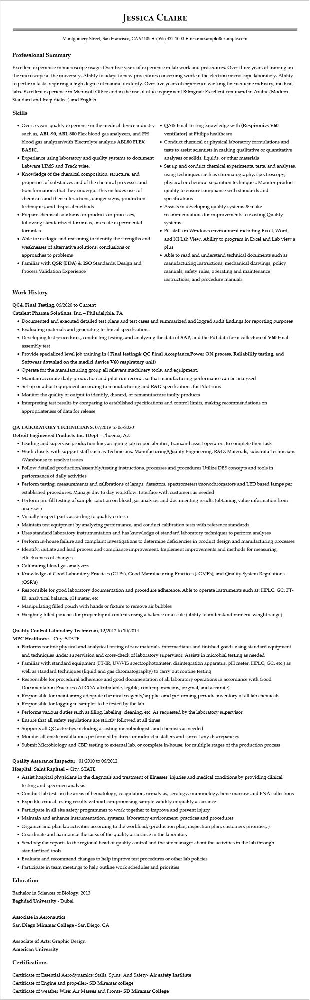 Jessica Claire
Montgomery Street, San Francisco, CA 94105 • (555) 432-1000 • resumesample@example.com
Professional Summary
Excellent experience in microscope usage. Over five years of experience in lab work and procedures. Over three years of training on
the microscope at the university. Ability to adapt to new procedures concerning work in the electron microscope laboratory. Ability
to perform tasks requiring a high degree of manual dexterity. Over five years of experience working for medicine industry, medical
labs. Excellent experience in Microsoft Office and in the use of office equipment Bilingual: Excellent command in Arabic (Modern
Standard and Iraqi dialect) and English.
Skills
• Over 5 years quality experience in the medical device industry
such as, ABL-90, ABL 800 Flex blood gas analyzers, and PH
blood gas analyzer/with Electrolyte analysis ABL80 FLEX
BASIC.
• Experience using laboratory and quality systems to document
Labware LIMS and Track wise.
• Knowledge of the chemical composition, structure, and
properties of substances and of the chemical processes and
transformations that they undergo. This includes uses of
chemicals and their interactions, danger signs, production
techniques, and disposal methods
• Prepare chemical solutions for products or processes,
following standardized formulas, or create experimental
formulas
• Able to use logic and reasoning to identify the strengths and
weaknesses of alternative solutions, conclusions or
approaches to problems
• Familiar with QSR (FDA) & ISO Standards, Design and
Process Validation Experience
• QA& Final Testing knowledge with (Respironics V60
ventilator) at Philips healthcare
• Conduct chemical or physical laboratory formulations and
tests to assist scientists in making qualitative or quantitative
analyses of solids, liquids, or other materials
• Set up and conduct chemical experiments, tests, and analyses,
using techniques such as chromatography, spectroscopy,
physical or chemical separation techniques. Monitor product
quality to ensure compliance with standards and
specifications
• Assists in developing quality systems & make
recommendations for improvements to existing Quality
systems
• PC skills in Windows environment including Excel, Word,
and NI Lab View. Ability to program in Excel and Lab view a
plus
• Able to read and understand technical documents such as
manufacturing instructions, mechanical drawings, policy
manuals, safety rules, operating and maintenance
instructions, and procedure manuals
Work History
QC& Final Testing, 06/2020 to Current
Catalent Pharma Solutions, Inc. – Philadelphia, PA
• Documented and executed detailed test plans and test cases and summarized and logged audit findings for reporting purposes
• Evaluating materials and generating technical specifications
• Developing test procedures, conducting testing, and analyzing the data of SAP, and the Pdf data form collection of V60 Final
assembly test
• Provide specialized level job training In ( Final testing& QC Final Acceptance,Power ON process, Reliability testing, and
Softwear downlad on the medicl device V60 respiratory unit)
• Operate for the manufacturing group all relevant machinery tools, and equipment.
• Maintain accurate daily production and pilot run records so that manufacturing performance can be analyzed
• Set up or adjust equipment according to manufacturing and R&D specifications for Pilot runs
• Monitor the quality of output to identify, discard, or remanufacture faulty products
• Interpreting test results by comparing to established specifications and control limits, making recommendations on
appropriateness of data for release
QA LABORATORY TECHNICIANS, 07/2019 to 06/2020
Detroit Engineered Products Inc. (Dep) – Phoenix, AZ
• Leading and supervise production line, assigning job responsibilities, train,and assist operators to complete their task
• Work closely with support staff such as Technicians, Manufacturing/Quality Engineering, R&D, Materials, substrata Technicians
/Warehouse to resolve issues
• Follow detailed production/assembly/testing instructions, processes and procedures Utilize DBS concepts and tools in
performance of daily activities
• Perform testing, measurements and calibrations of lamps, detectors, spectrometers/monochromators and LED based lamps per
established procedures. Manage day to day workflow. Interface with customers as needed
• Perform pre-fill testing of sample solution on blood gas analyzer and documenting results (obtaining value information from
analyzer)
• Visually inspect parts according to quality criteria
• Maintain test equipment by analyzing performance, and conduct calibration tests with reference standards
• Uses standard laboratory instrumentation and has knowledge of standard laboratory techniques to perform analyses
• Perform in-house failure and complaint investigations to determine deficiencies in product design and manufacturing processes
• Identify, initiate and lead process and compliance improvement. Implement improvements and methods for measuring
effectiveness of changes
• Calibrating blood gas analyzers
• Knowledge of Good Laboratory Practices (GLPs), Good Manufacturing Practices (cGMPs), and Quality System Regulations
(QSR's)
• Responsible for good laboratory documentation and procedure adherence. Able to operate instruments such as: HPLC, GC, FT-
IR, analytical balance, pH meter, etc
• Manipulating filled pouch with hands or fixture to remove air bubbles
• Weighing filled pouches for proper liquid contents using a balance or a scale (ability to understand numeric weight range)
Quality Control Laboratory Technician, 12/2012 to 10/2014
MPC Healthcare – City, STATE
• Performs routine physical and analytical testing of raw materials, intermediates and finished goods using standard equipment
and techniques under supervision and cross-check of laboratory supervisor. Assists in microbial testing as needed
• Familiar with standard equipment (FT-IR, UV/VIS spectrophotometer, disintegration apparatus, pH meter, HPLC, GC, etc.) as
well as standard techniques (liquid and gas chromatography) to carry out routine testing
• Responsible for procedural adherence and good documentation of all laboratory operations in accordance with Good
Documentation Practices (ALCOA-attributable, legible, contemporaneous, original, and accurate)
• Responsible for maintaining adequate chemical reagents/supplies and performing periodic inventory of all lab chemicals
• Responsible for logging in samples to be tested by the lab
• Performs various duties such as filing, labeling, cleaning, etc. As requested by the laboratory supervisor
• Ensure that all safety regulations are strictly followed at all times
• Supports all QC activities including assisting microbiologists and chemists as needed
• Monitor all onsite installations performed by direct or indirect installers and correct any discrepancies
• Submit Microbiology and CBD testing to external lab, or complete in-house, for multiple stages of the production process
Quality Assurance Inspector , 01/2010 to 06/2012
Hospital, Saint Raphael – City, STATE
• Assist hospital physicians in the diagnosis and treatment of illnesses, injuries and medical conditions by providing clinical
testing and specimen analysis
• Conduct lab tests in the areas of hematology, coagulation, urinalysis, serology, immunology, bone marrow and FNA collections
• Expedite critical testing results without compromising sample validity or quality assurance
• Participate in all site safety programmes to work together to improve and prevent injury
• Maintain and enhance instrumentation, systems, laboratory environment, practices and procedures
• Organize and plan lab activities according to the workload; (production plan, inspection plan, customers priorities, )
• Coordinate and harmonize the tasks of the quality assurance in the laboratory
• Send regular reports to the regional head of quality control and the site manager about the activities in the lab through
standardized tools
• Evaluate and recommend changes to help improve test procedures or other lab policies
• Participate in team meetings to help outline work schedules and priorities
Education
Bachelor in Sciences of Biology, 2013
Baghdad University - Dubai
Associate in Aeronautics
San Diego Miramar College - San Diego, CA
Associate of Arts: Graphic Design
American University
Certifications
Certificate of Essential Aerodynamics: Stalls, Spins, And Safety- Air safety Institute
Certificate of Engine and propeller- SD Miramar college
Certificate of weather Wise: Air Masses and Fronts- SD Miramar College